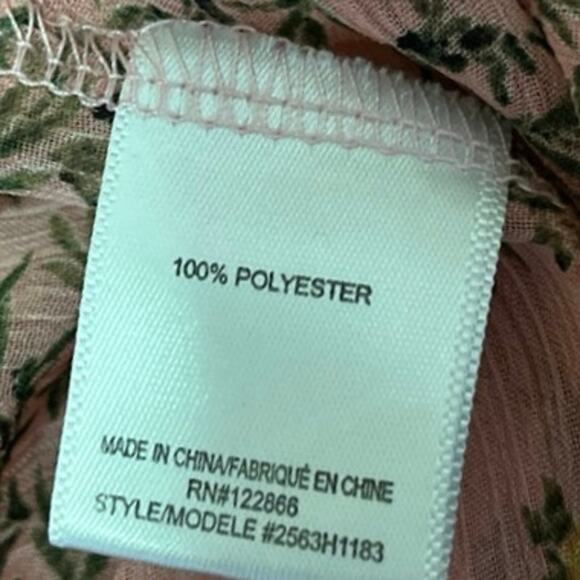 100% POLYESTER
MADE IN CHINA/FABRIQUÉ EN CHINE
RN#122866
STYLE/MODELE #2563H1183